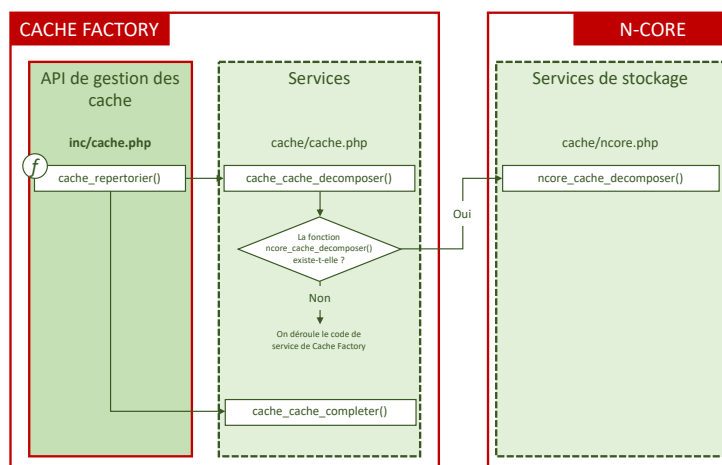 CACHE FACTORY
N-CORE
API de gestion des
cache
Services
Services de stockage
inc/cache.php
cache/cache.php
cache/ncore.php
f
cache_repertorier()
cache_cache_decomposer()
ncore_cache_decomposer()
Oui
La fonction
ncore_cache_decomposer()
existe-t-elle ?
Non
On déroule le code de
service de Cache Factory
cache_cache_completer()